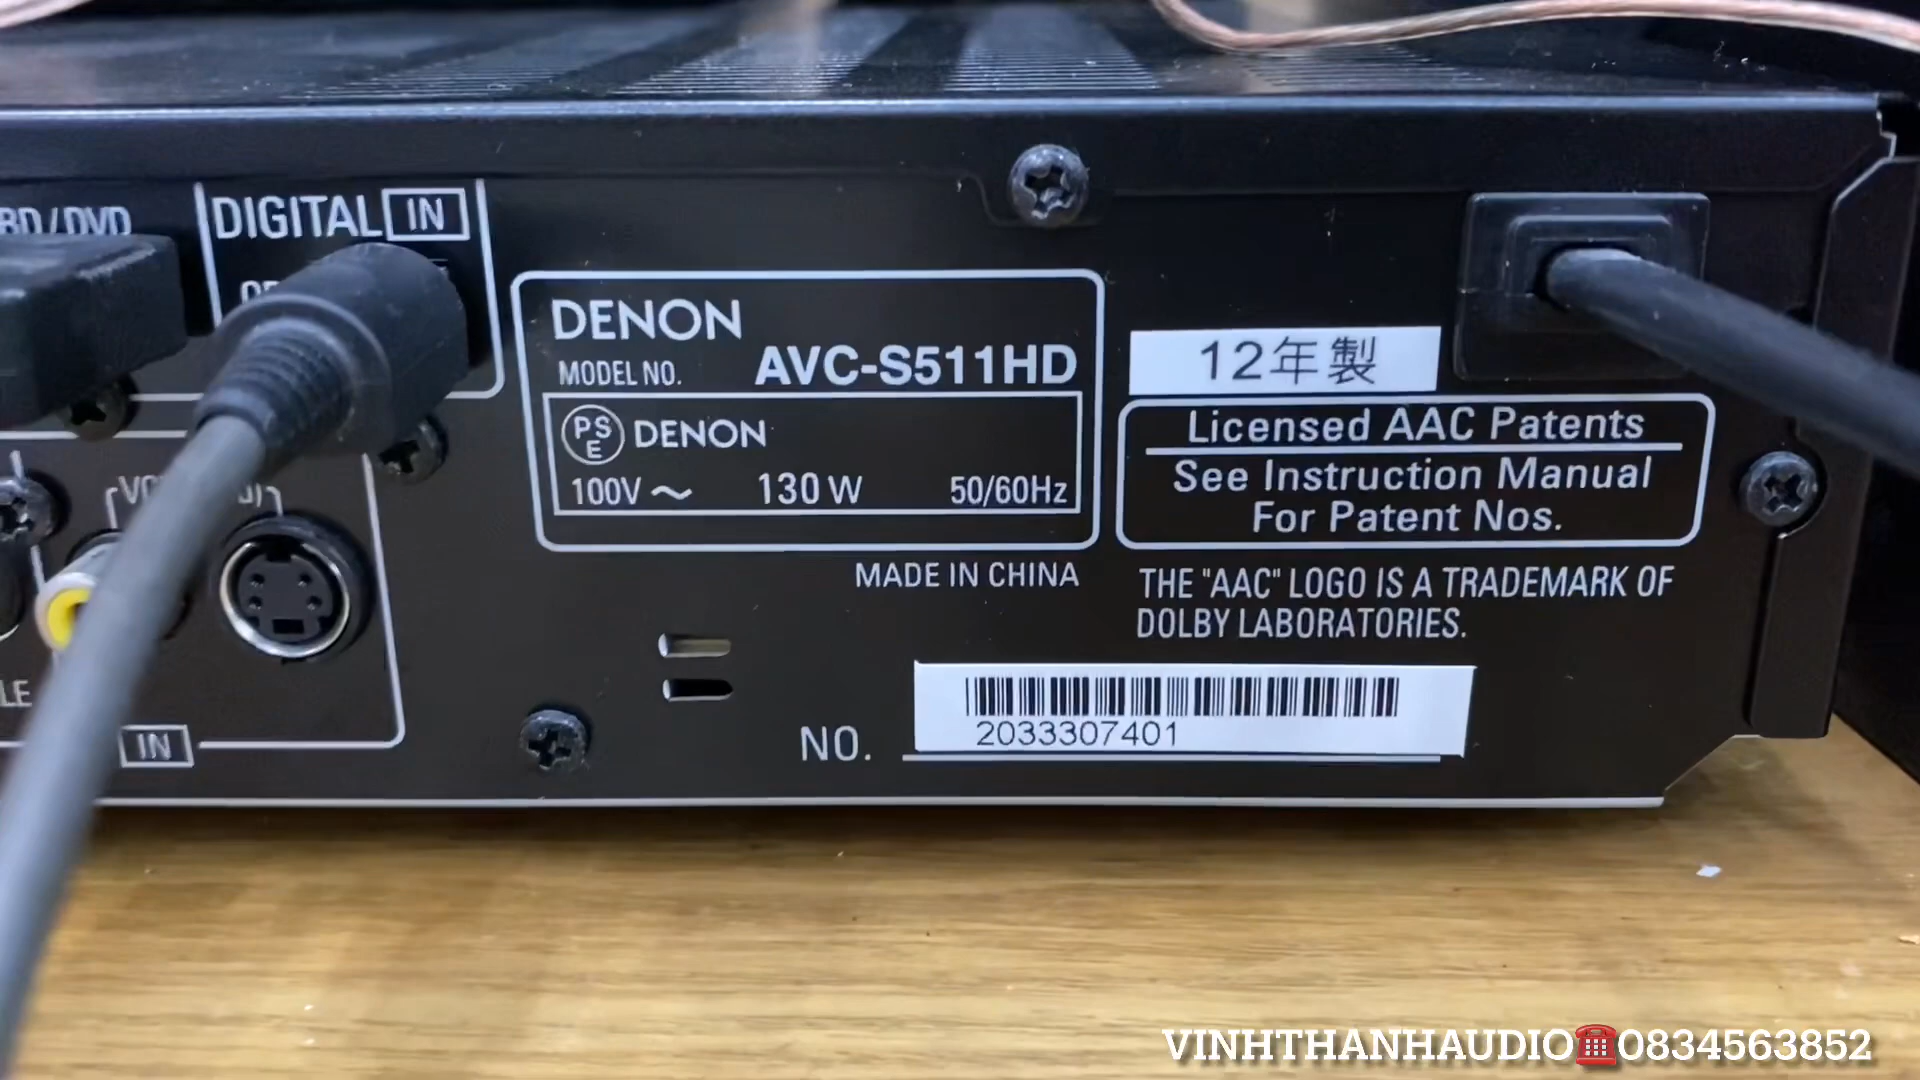 BD/DVD
DIGITAL IN
DENON
MODEL NO. AVC-S511HD
PS
E
DENON
100V ~ 130 W 50/60Hz
MADE IN CHINA
12年製
Licensed AAC Patents
See Instruction Manual
For Patent Nos.
THE "AAC" LOGO IS A TRADEMARK OF
DOLBY LABORATORIES.
NO. 2033307401
IN
VINHTHANHAUDIO☎️0834563852